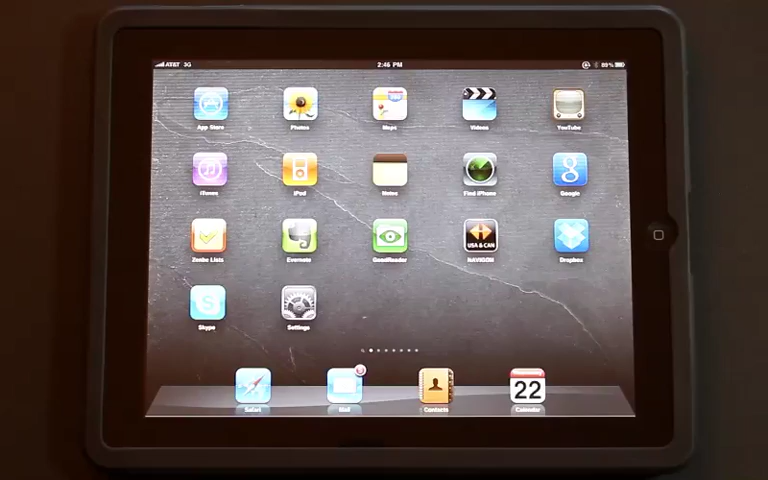 AT&T 3G 2:46 PM 89%
App Store Photos Maps Videos YouTube
iTunes iPod Notes Find iPhone Google
280
USA & CAN
Zenbe Lists Evernote GoodReader NAVIGON Dropbox
Skype Settings
22
Safari Mail Contacts Calendar